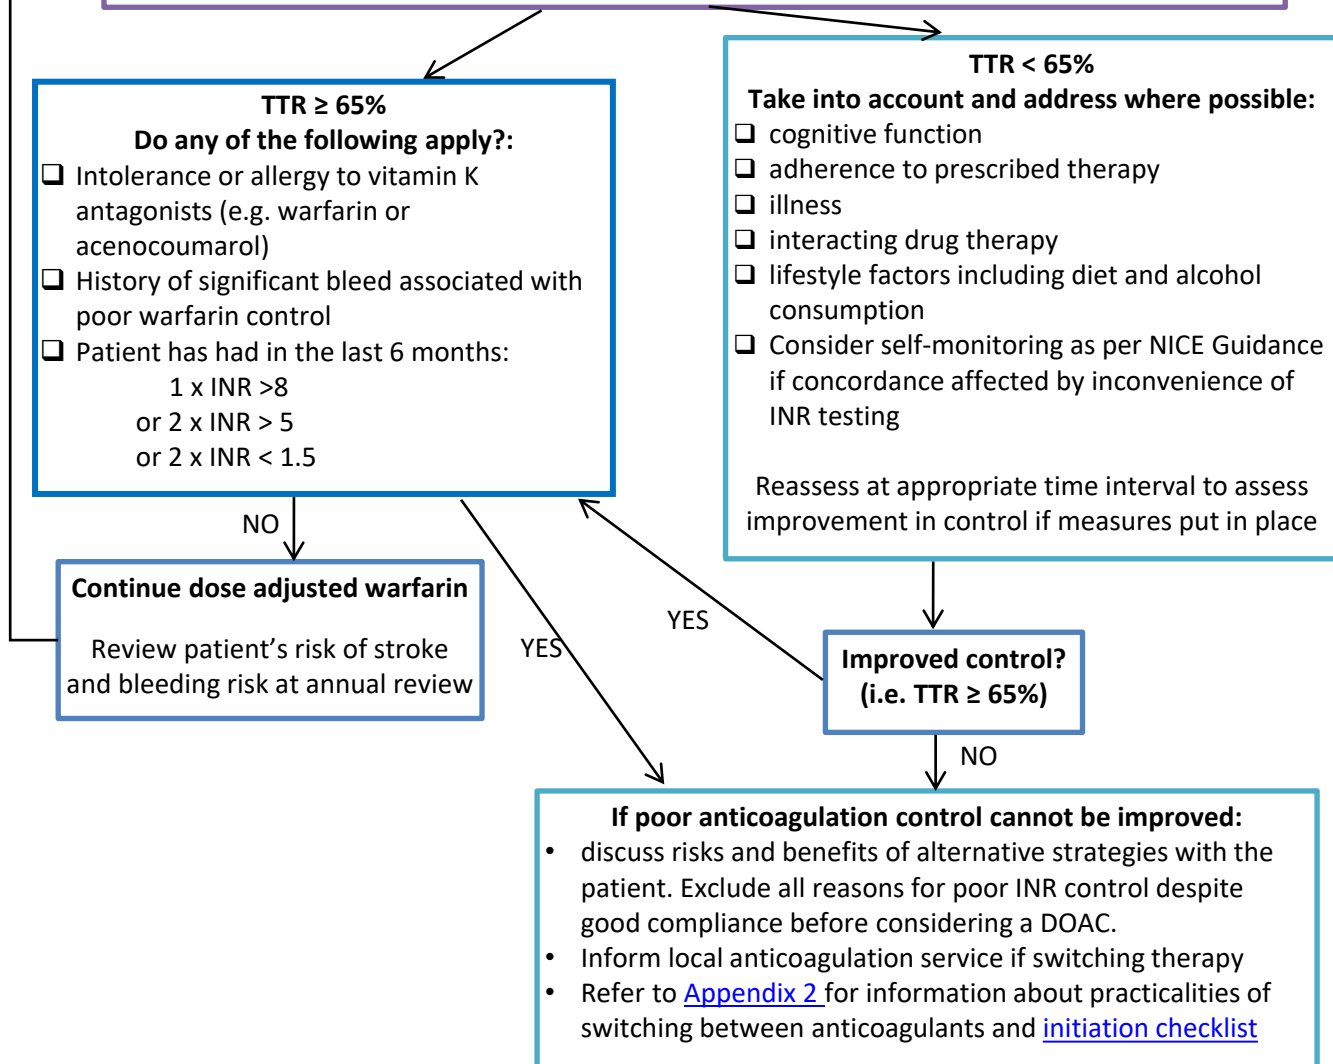 TTR ≥ 65%
Do any of the following apply?:
❑ Intolerance or allergy to vitamin K
antagonists (e.g. warfarin or
acenocoumarol)
❑ History of significant bleed associated with
poor warfarin control
❑ Patient has had in the last 6 months:
1 x INR >8
or 2 x INR > 5
or 2 x INR < 1.5
TTR < 65%
Take into account and address where possible:
❑ cognitive function
❑ adherence to prescribed therapy
❑ illness
❑ interacting drug therapy
❑ lifestyle factors including diet and alcohol
consumption
❑ Consider self-monitoring as per NICE Guidance
if concordance affected by inconvenience of
INR testing
Reassess at appropriate time interval to assess
improvement in control if measures put in place
NO
Continue dose adjusted warfarin
Review patient’s risk of stroke
and bleeding risk at annual review
YES
YES
Improved control?
(i.e. TTR ≥ 65%)
NO
If poor anticoagulation control cannot be improved:
• discuss risks and benefits of alternative strategies with the
patient. Exclude all reasons for poor INR control despite
good compliance before considering a DOAC.
• Inform local anticoagulation service if switching therapy
• Refer to Appendix 2 for information about practicalities of
switching between anticoagulants and initiation checklist